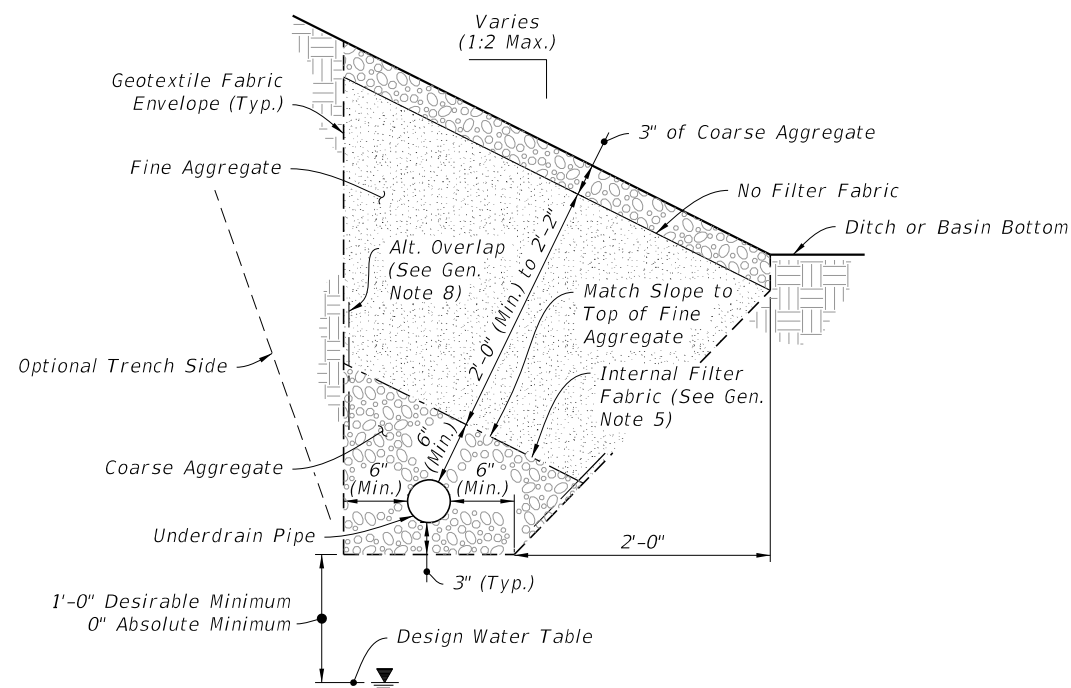 Varies
(1:2 Max.)
Geotextile Fabric
Envelope (Typ.)
3" of Coarse Aggregate
Fine Aggregate
No Filter Fabric
Ditch or Basin Bottom
Alt. Overlap
(See Gen.
Note 8)
2'-0" (Min.) to 2'-2"
Match Slope to
Top of Fine
Aggregate
Optional Trench Side
Internal Filter
Fabric (See Gen.
Note 5)
6"
(Min.)
Coarse Aggregate
6"
(Min.)
6"
(Min.)
Underdrain Pipe
2'-0"
3" (Typ.)
1'-0" Desirable Minimum
0" Absolute Minimum
Design Water Table